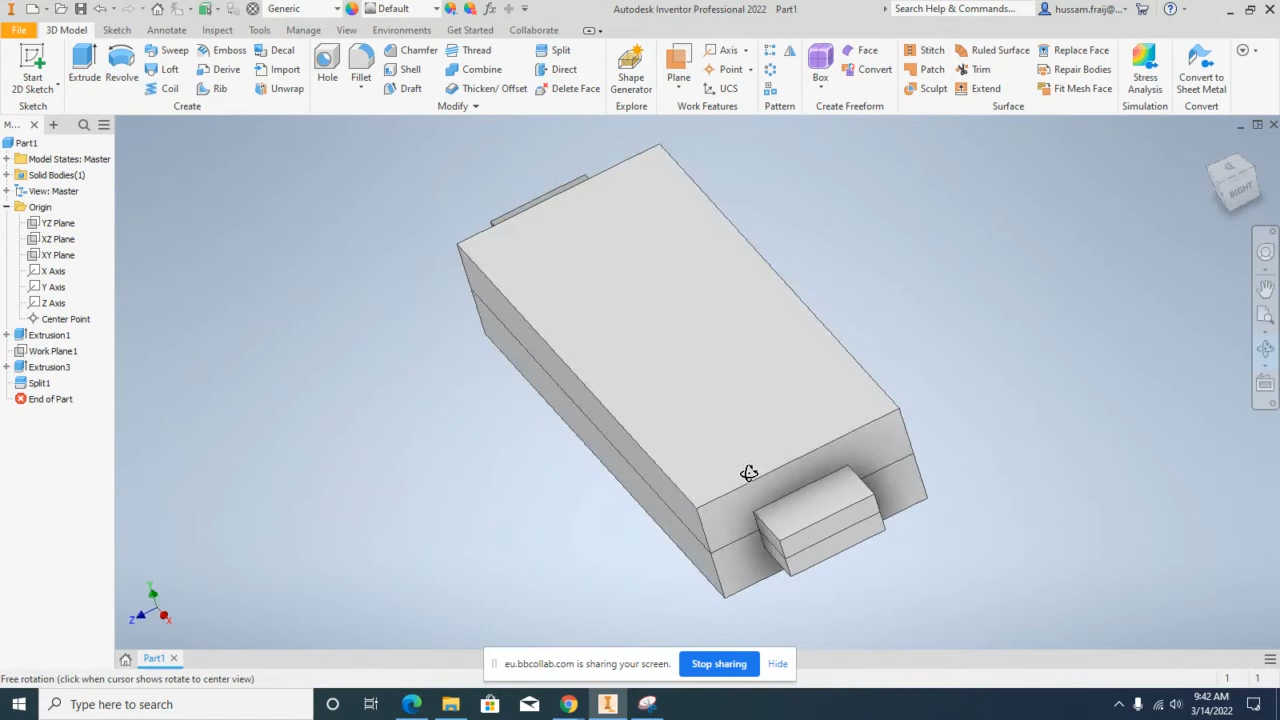 Generic Default Autodesk Inventor Professional 2022 Part1 Search Help & Commands... hussam.fraij@...
File 3D Model Sketch Annotate Inspect Tools Manage View Environments Get Started Collaborate
Start 2D Sketch
Sketch
Extrude
Revolve
Sweep Emboss Decal
Loft Derive Import
Coil Rib Unwrap
Create
Hole
Fillet
Chamfer Thread Split
Shell Combine Direct
Draft Thicken/ Offset Delete Face
Modify
Shape Generator
Explore
Plane
Axis
Point
UCS
Work Features
Pattern
Box
Face
Convert
Create Freeform
Stitch Ruled Surface Replace Face
Patch Trim Repair Bodies
Sculpt Extend Fit Mesh Face
Surface
Stress Analysis
Simulation
Convert to Sheet Metal
Convert
M...
Part1
Model States: Master
Solid Bodies(1)
View: Master
Origin
YZ Plane
XZ Plane
XY Plane
X Axis
Y Axis
Z Axis
Center Point
Extrusion1
Work Plane1
Extrusion3
Split1
End of Part
RIGHT
Y
Z
X
Part1
eu.bbcollab.com is sharing your screen. Stop sharing Hide
Free rotation (click when cursor shows rotate to center view) 1 1
Type here to search
9:42 AM
3/14/2022